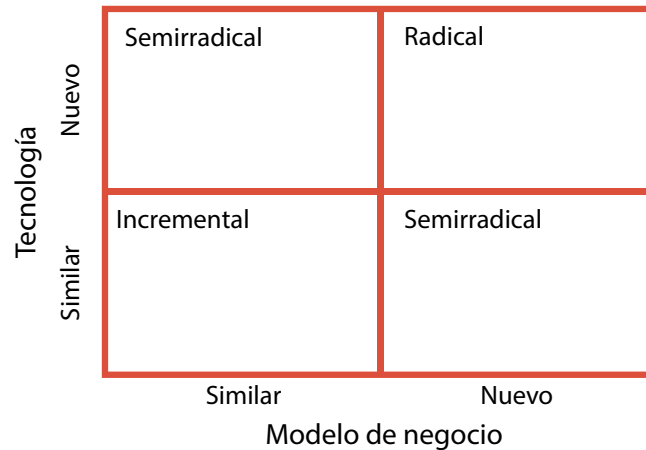 Semirradical
Radical
Nuevo
Tecnología
Incremental
Semirradical
Similar
Similar
Nuevo
Modelo de negocio